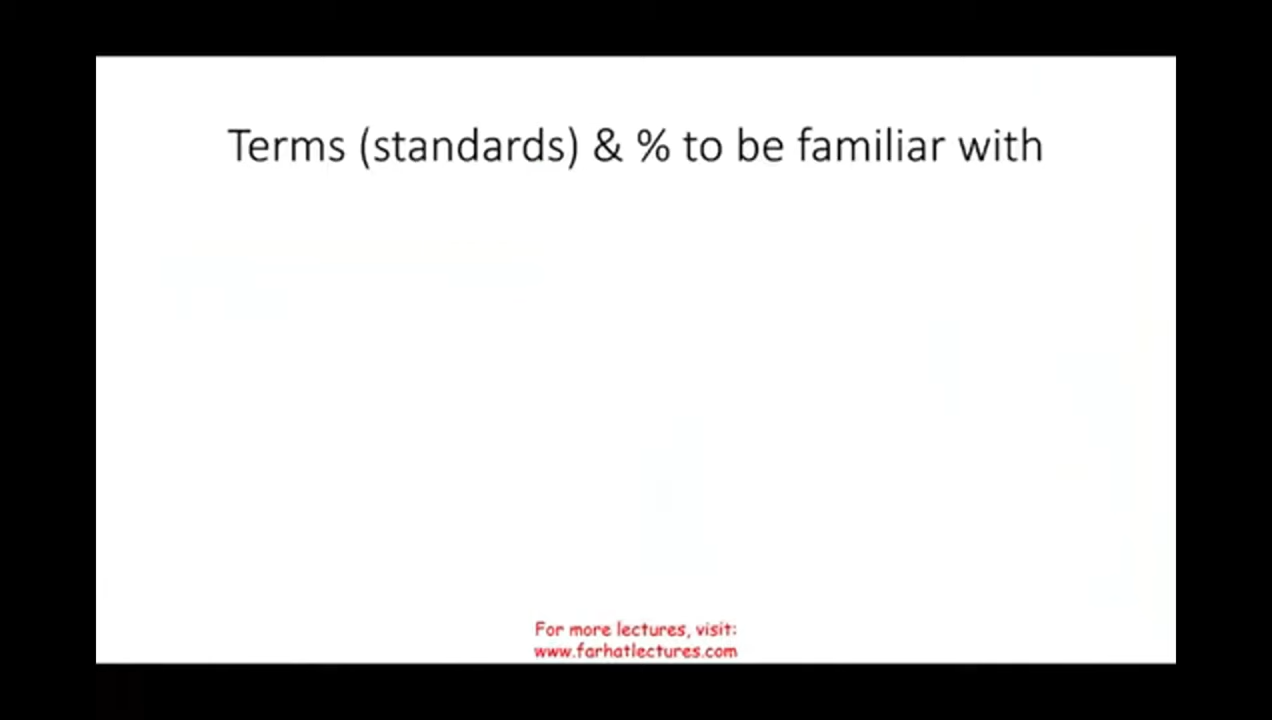 Terms (standards) & % to be familiar with
For more lectures, visit:
www.farhatlectures.com